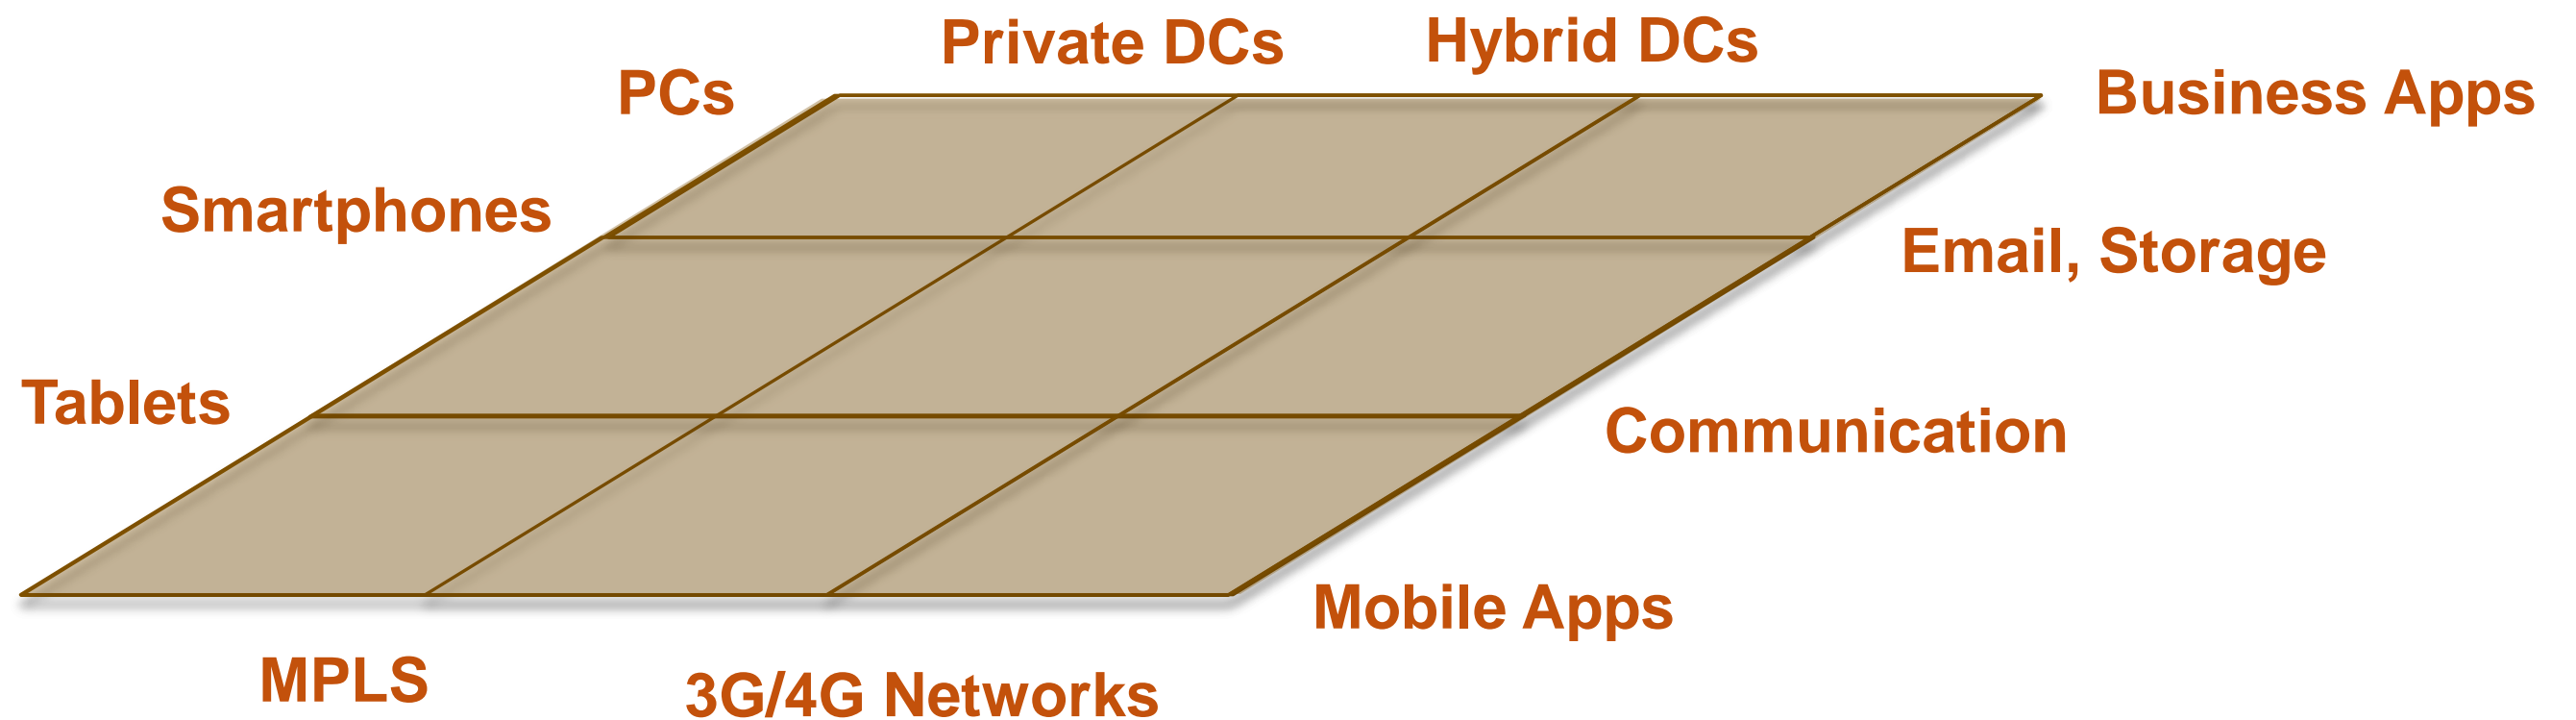 Private DCs
Hybrid DCs
PCs
Business Apps
Smartphones
Email, Storage
Tablets
Communication
Mobile Apps
MPLS
3G/4G Networks